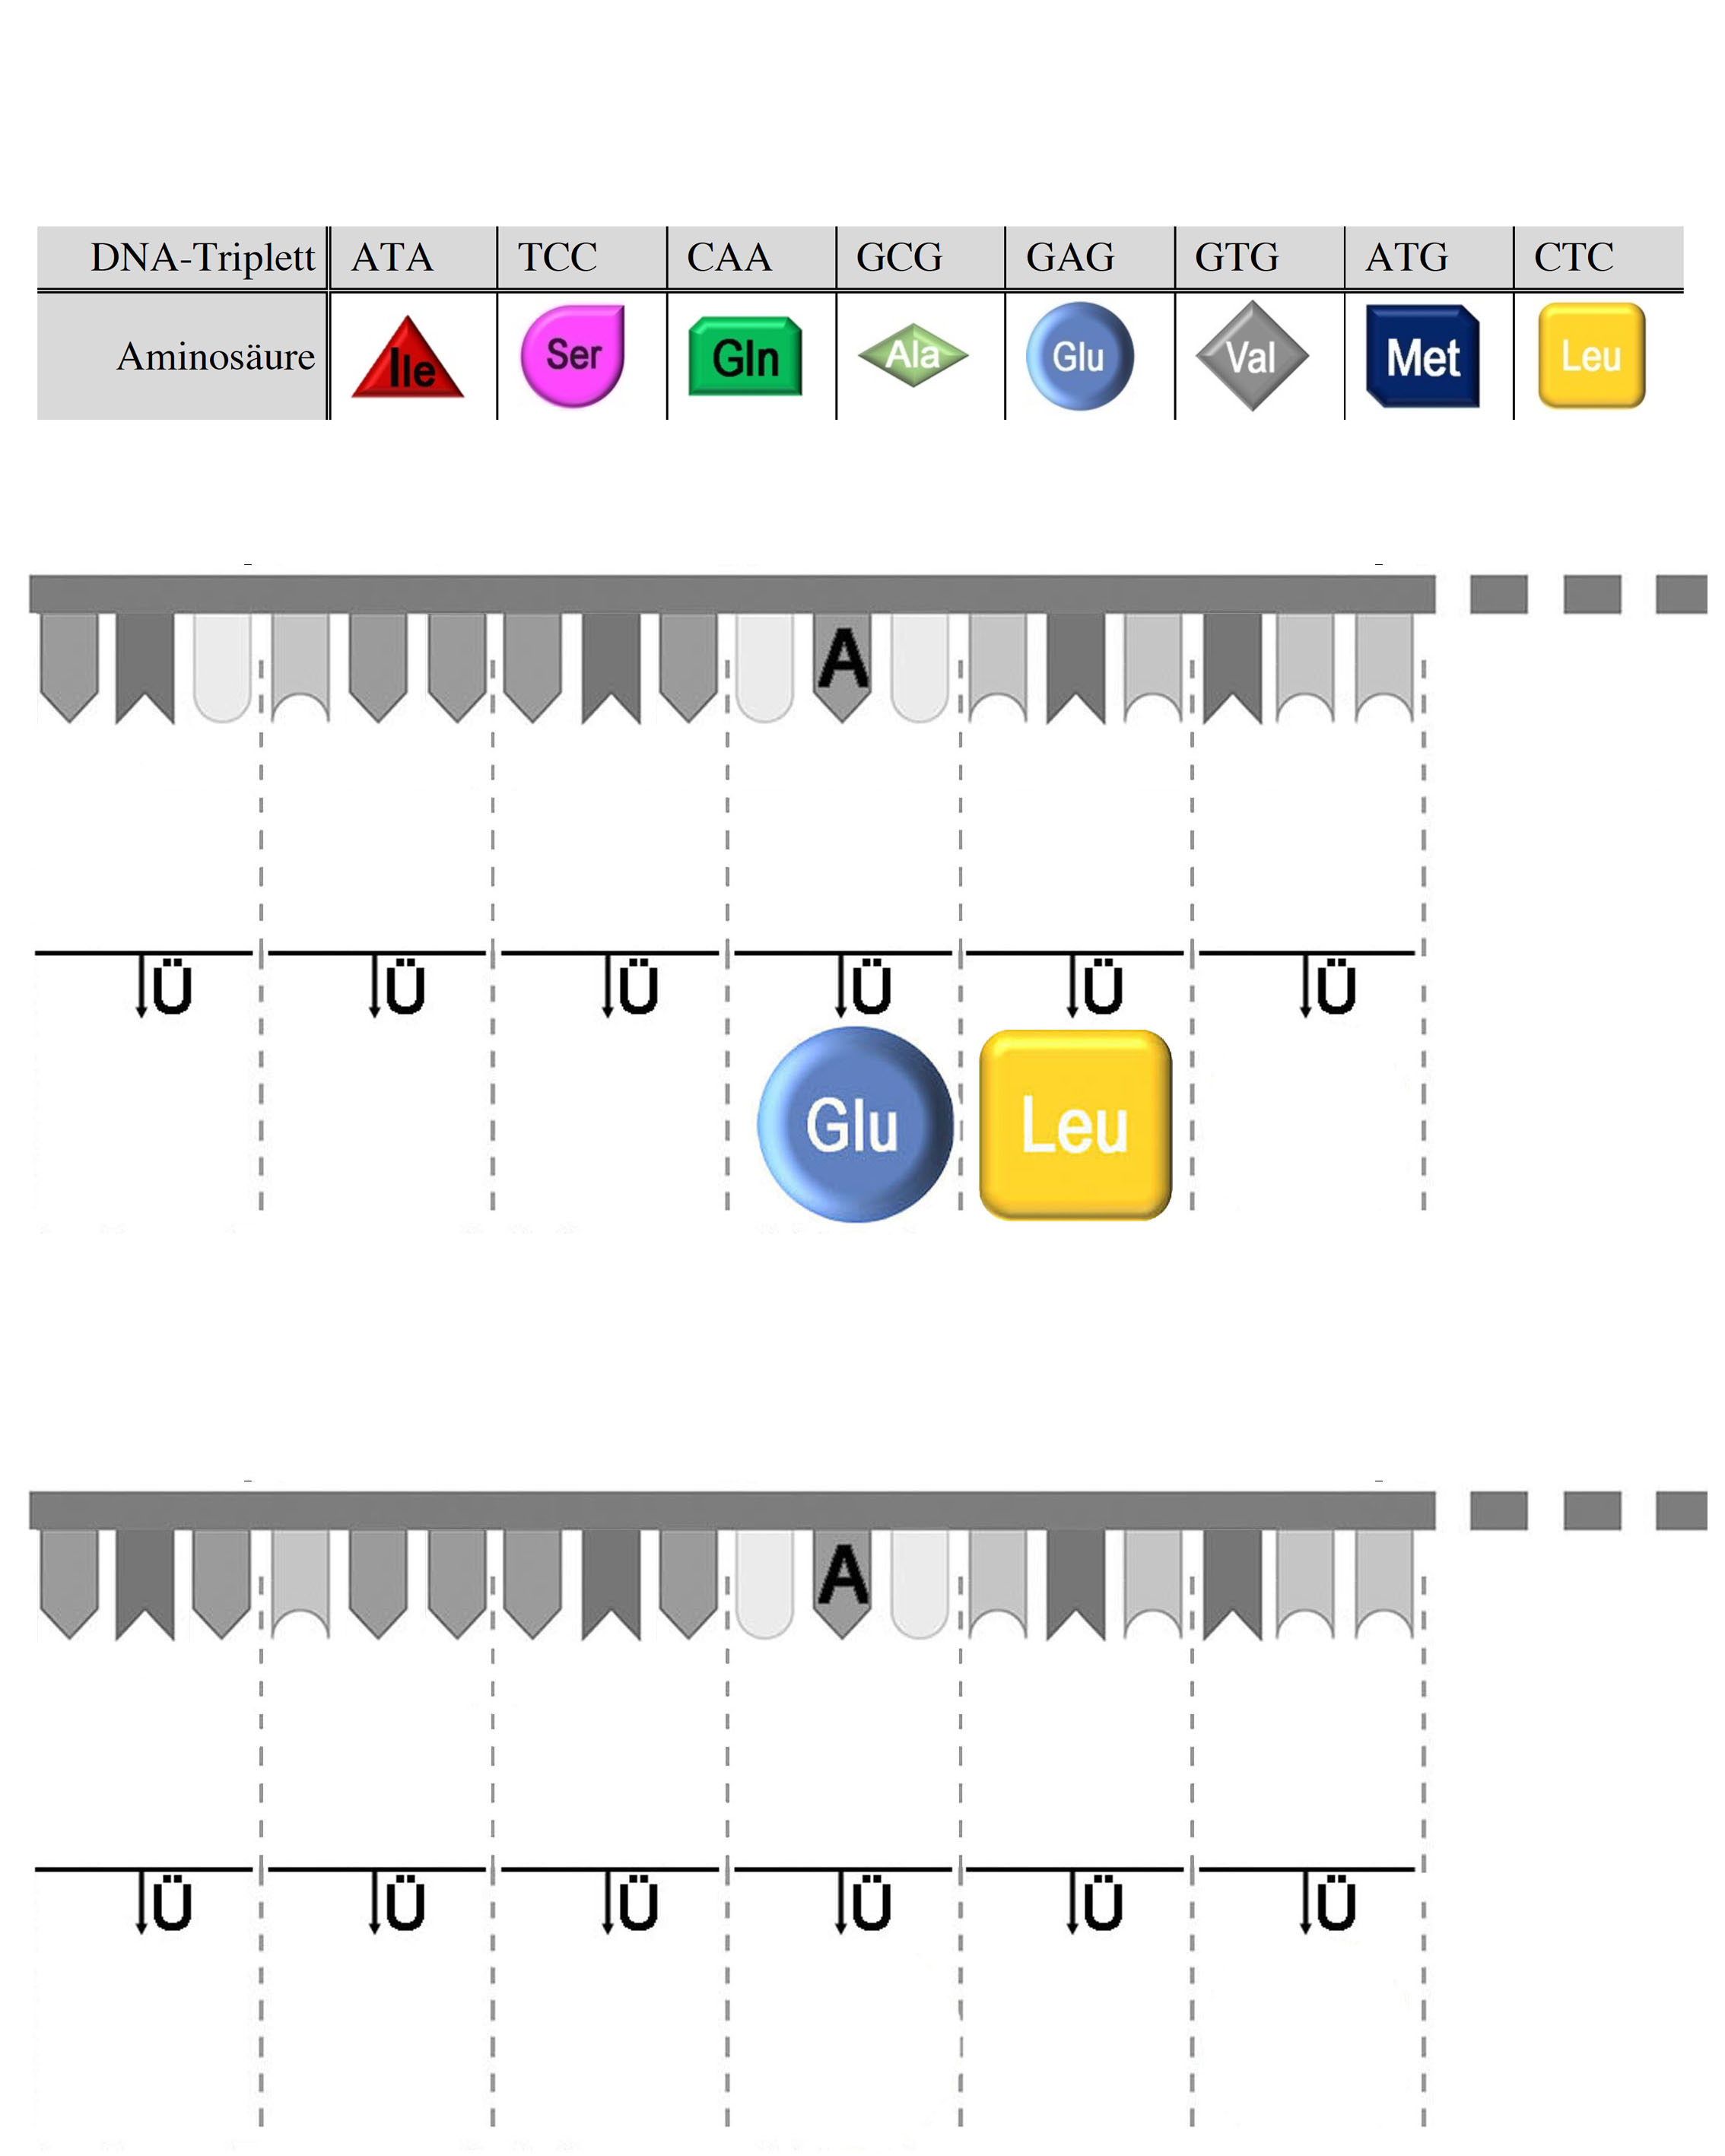 DNA-Triplett ATA TCC CAA GCG GAG GTG ATG CTC
Aminosäure Ile Ser Gln Ala Glu Val Met Leu
A
Ü Ü Ü Ü Ü Ü
Glu Leu
A
Ü Ü Ü Ü Ü Ü